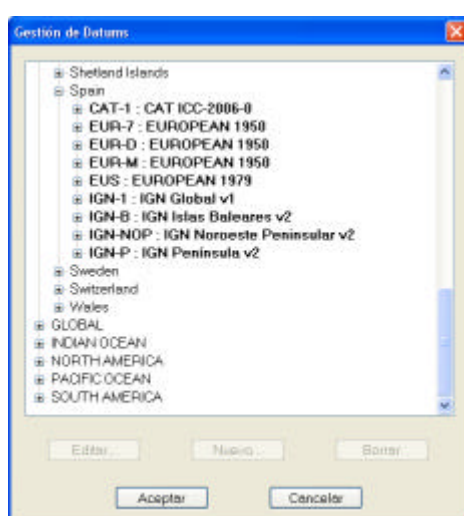 Gestión de Datums
Shetland Islands
Spain
CAT-1 : CAT ICC-2006-0
EUR-7 : EUROPEAN 1950
EUR-D : EUROPEAN 1950
EUR-M : EUROPEAN 1950
EUS : EUROPEAN 1979
IGN-1 : IGN Global v1
IGN-B : IGN Islas Baleares v2
IGN-NOP : IGN Noroeste Peninsular v2
IGN-P : IGN Península v2
Sweden
Switzerland
Wales
GLOBAL
INDIAN OCEAN
NORTH AMERICA
PACIFIC OCEAN
SOUTH AMERICA
Editar... Nuevo... Borrar...
Aceptar Cancelar